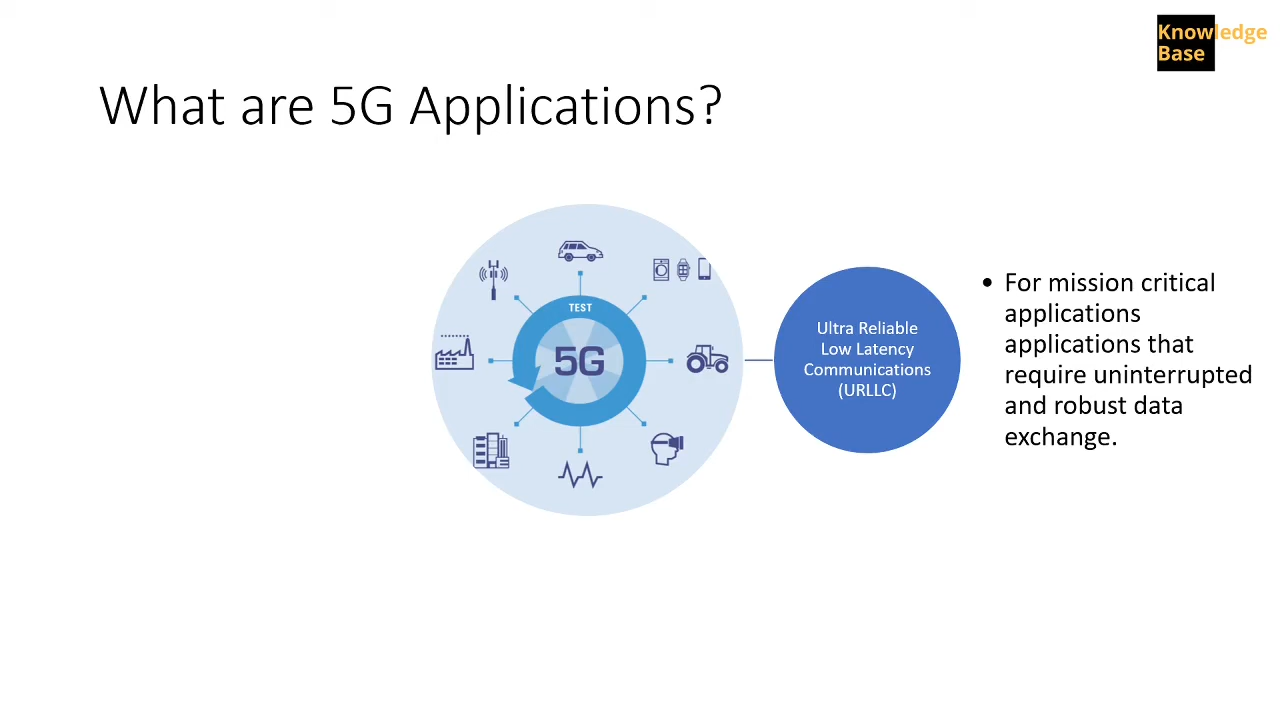 Knowledge
Base
What are 5G Applications?
TEST
5G
Ultra Reliable
Low Latency
Communications
(URLLC)
• For mission critical
applications
applications that
require uninterrupted
and robust data
exchange.